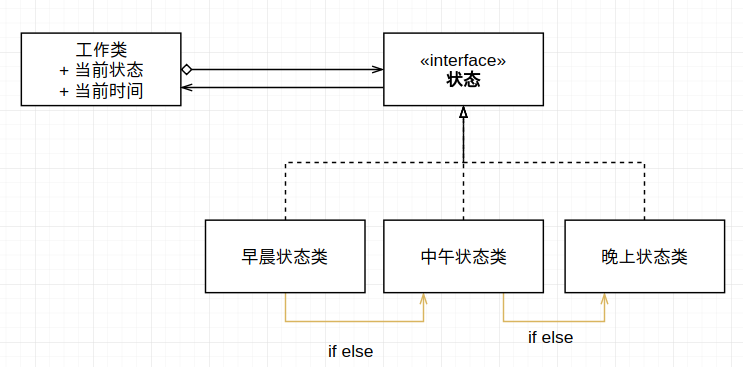 工作类
+ 当前状态
+ 当前时间
«interface»
状态
早晨状态类
中午状态类
晚上状态类
if else
if else